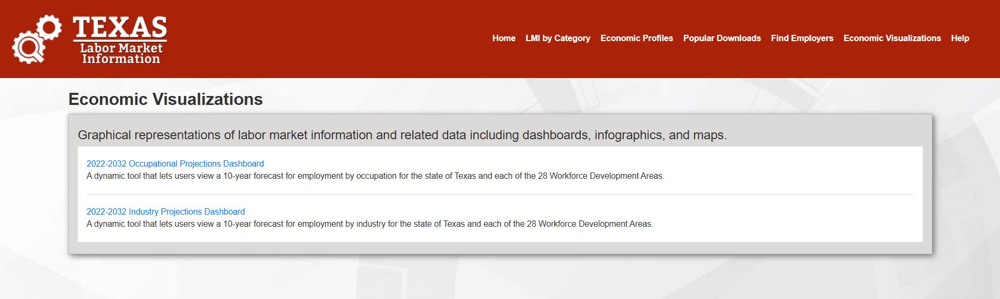 TEXAS
Labor Market
Information
Home LMI by Category Economic Profiles Popular Downloads Find Employers Economic Visualizations Help
Economic Visualizations
Graphical representations of labor market information and related data including dashboards, infographics, and maps.
2022-2032 Occupational Projections Dashboard
A dynamic tool that lets users view a 10-year forecast for employment by occupation for the state of Texas and each of the 28 Workforce Development Areas.
2022-2032 Industry Projections Dashboard
A dynamic tool that lets users view a 10-year forecast for employment by industry for the state of Texas and each of the 28 Workforce Development Areas.